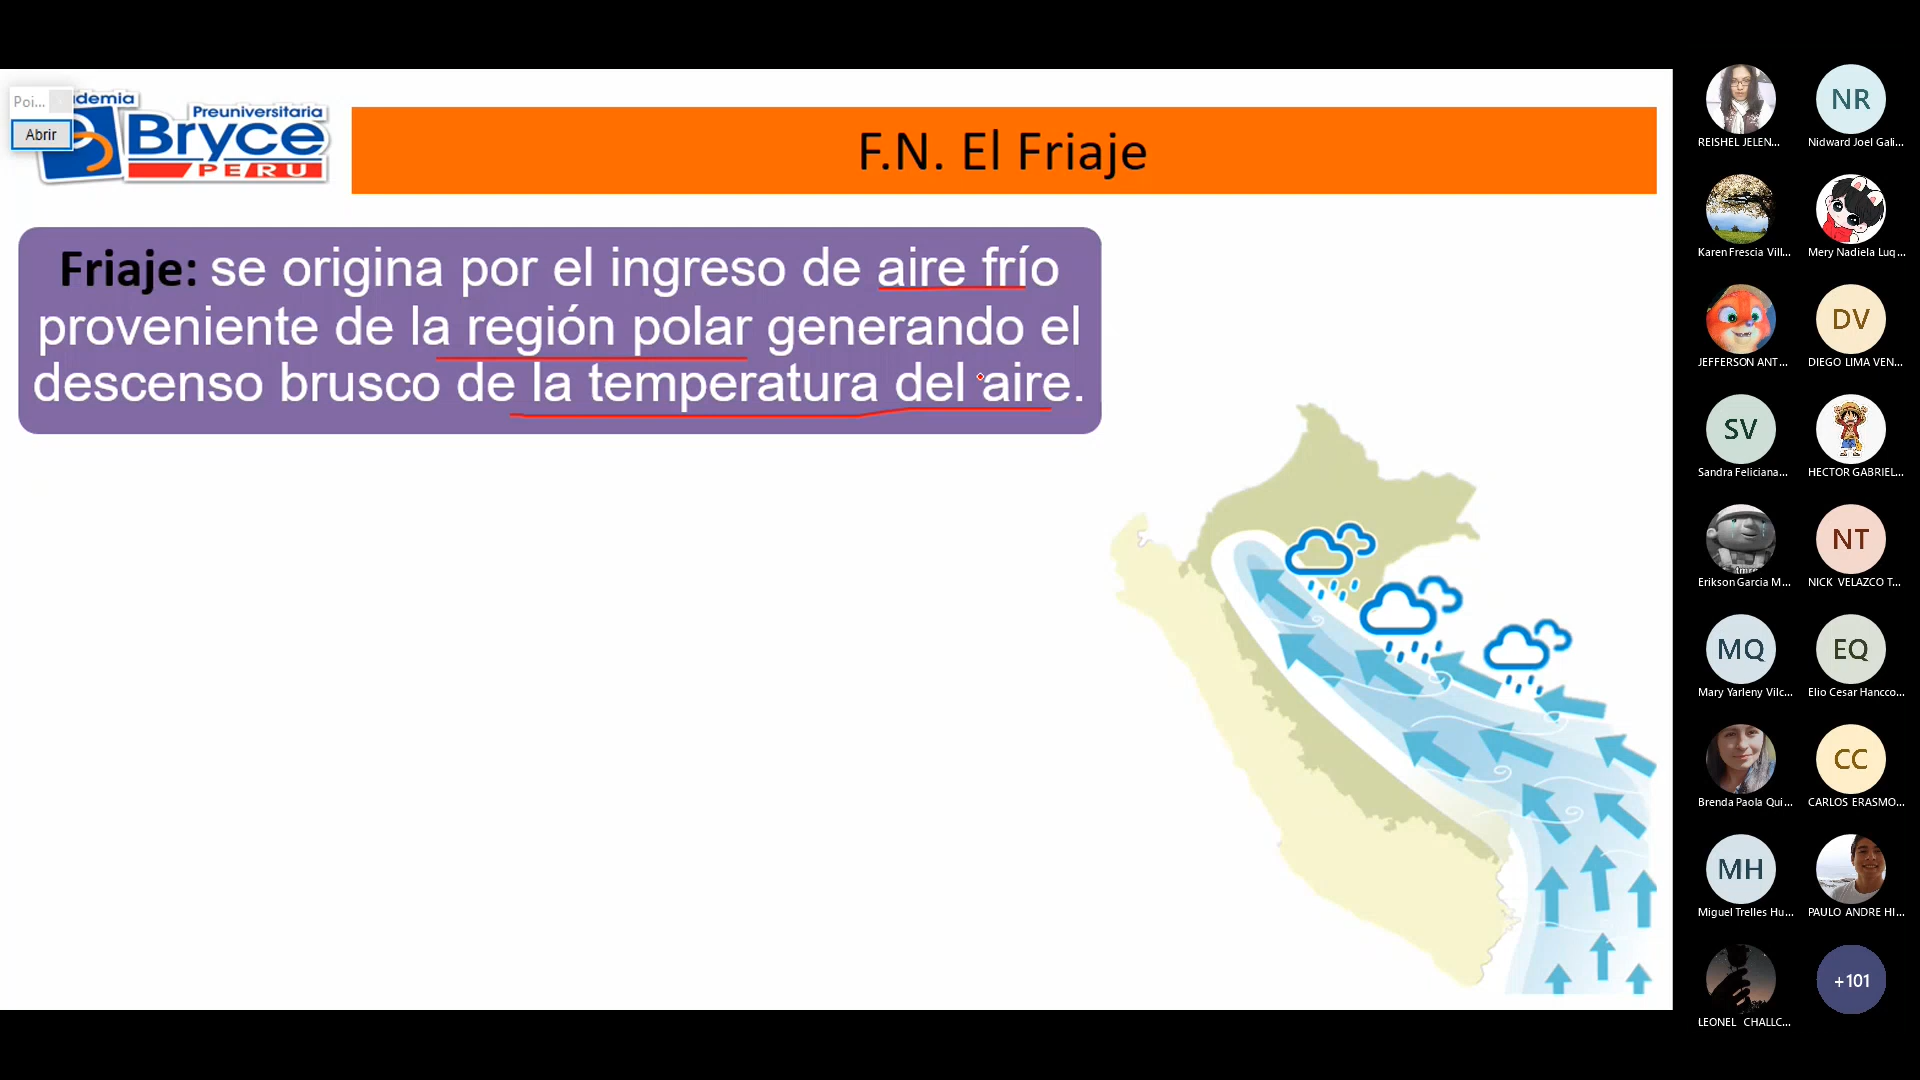 Poi...
Abrir
ademia
Preuniversitaria
Bryce
PERU
F.N. El Friaje
Friaje: se origina por el ingreso de aire frío
proveniente de la región polar generando el
descenso brusco de la temperatura del aire.
REISHEL JELEN...
NR
Nidward Joel Gali...
Karen Frescia Vill...
Mery Nadiela Luq...
JEFFERSON ANT...
DV
DIEGO LIMA VEN...
SV
Sandra Feliciana...
HECTOR GABRIEL...
Erikson Garcia M...
NT
NICK VELAZCO T...
MQ
Mary Yarleny Vilc...
EQ
Elio Cesar Hancco...
Brenda Paola Qui...
CC
CARLOS ERASMO...
MH
Miguel Trelles Hu...
PAULO ANDRE HI...
LEONEL CHALLC...
+101